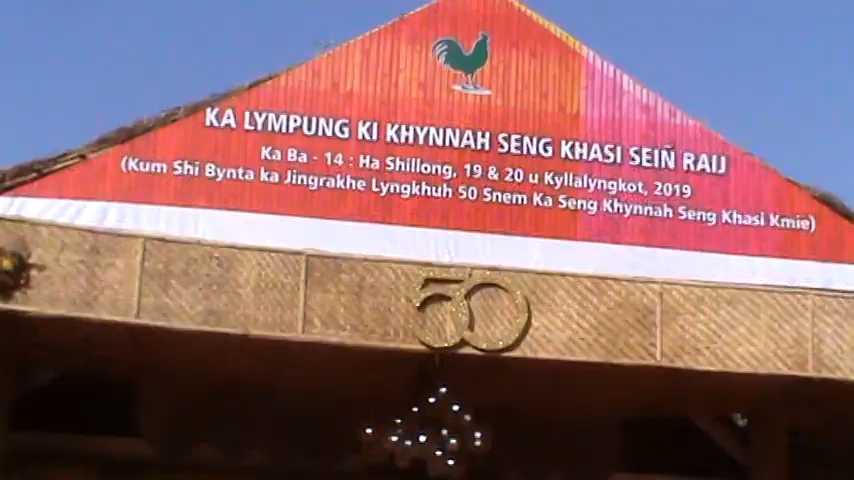 KA LYMPUNG KI KHYNNAH SENG KHASI SEIÑ RAIJ
Ka Ba - 14 : Ha Shillong, 19 & 20 u Kyllalyngkot, 2019
(Kum Shi Bynta ka Jingrakhe Lyngkhuh 50 Snem Ka Seng Khynnah Seng Khasi Kmie)
50